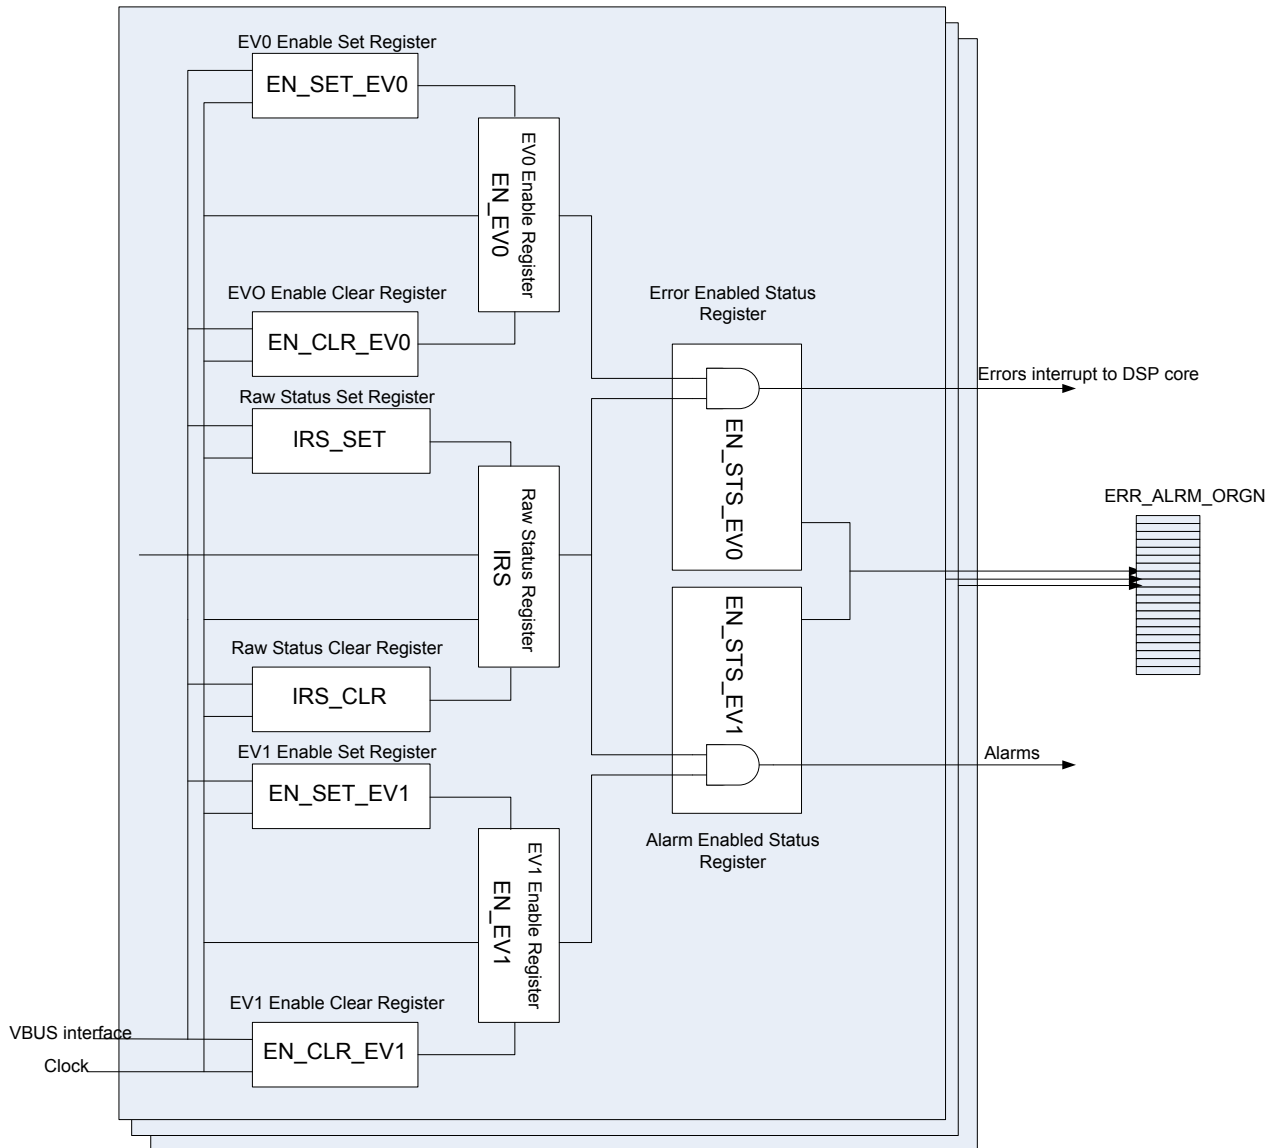 EV0 Enable Set Register
EN_SET_EV0
EV0 Enable Register
EN_EV0
EVO Enable Clear Register
EN_CLR_EV0
Error Enabled Status
Register
EN_STS_EV0
Errors interrupt to DSP core
Raw Status Set Register
IRS_SET
Raw Status Register
IRS
ERR_ALRM_ORGN
Raw Status Clear Register
IRS_CLR
EN_STS_EV1
Alarms
EV1 Enable Set Register
EN_SET_EV1
Alarm Enabled Status
Register
EV1 Enable Register
EN_EV1
EV1 Enable Clear Register
EN_CLR_EV1
VBUS interface
Clock